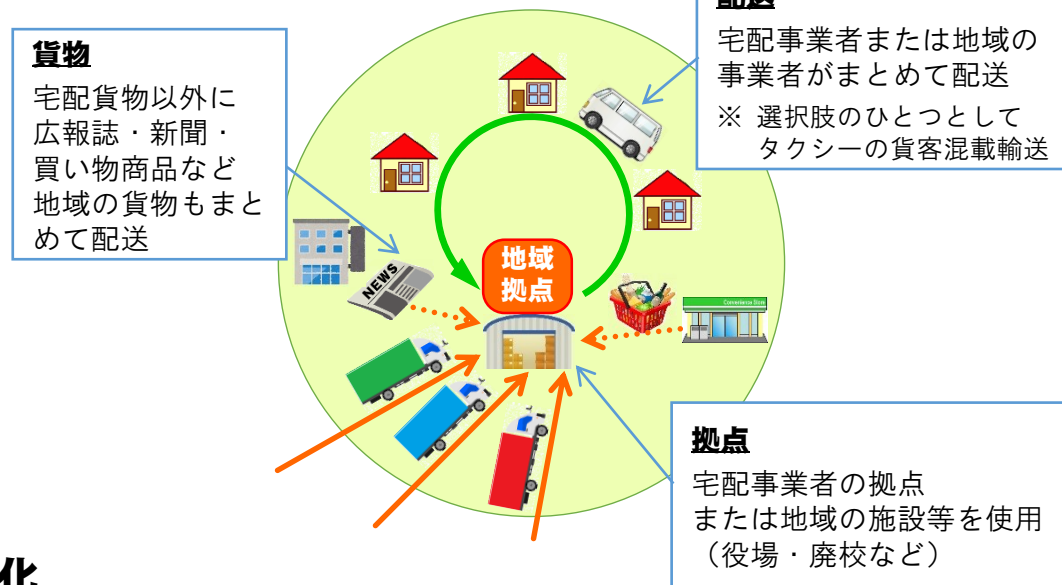 貨物
宅配貨物以外に
広報誌・新聞・
買い物商品など
地域の貨物もまと
めて配送
配送
宅配事業者または地域の
事業者がまとめて配送
※ 選択肢のひとつとして
タクシーの貨客混載輸送
NEWS
地域
拠点
Convenience Store
拠点
宅配事業者の拠点
または地域の施設等を使用
（役場・廃校など）
化